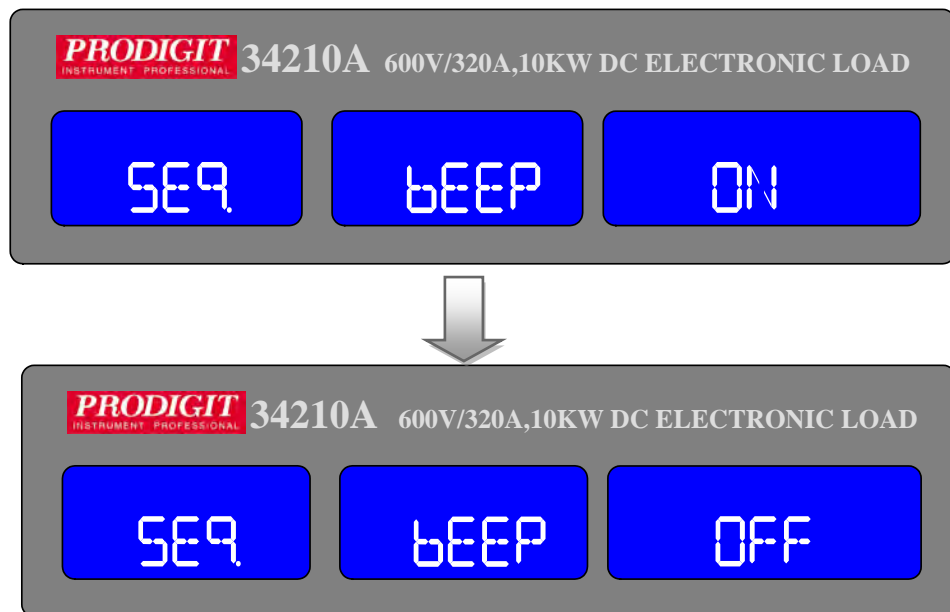 PRODIGIT 34210A 600V/320A,10KW DC ELECTRONIC LOAD
INSTRUMENT PROFESSIONAL
SEq. bEEP ON
PRODIGIT 34210A 600V/320A,10KW DC ELECTRONIC LOAD
INSTRUMENT PROFESSIONAL
SEq. bEEP OFF